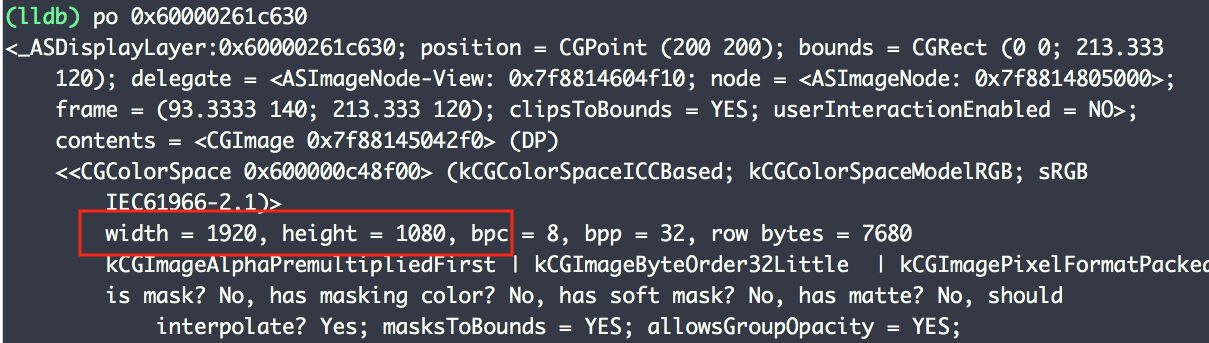 (lldb) po 0x60000261c630
<_ASDisplayLayer:0x60000261c630; position = CGPoint (200 200); bounds = CGRect (0 0; 213.333
120); delegate = <ASImageNode-View: 0x7f8814604f10; node = <ASImageNode: 0x7f8814805000>;
frame = (93.3333 140; 213.333 120); clipsToBounds = YES; userInteractionEnabled = NO>;
contents = <CGImage 0x7f88145042f0> (DP)
<<CGColorSpace 0x600000c48f00> (kCGColorSpaceICCBased; kCGColorSpaceModelRGB; sRGB
IEC61966-2.1)>
width = 1920, height = 1080, bpc = 8, bpp = 32, row bytes = 7680
kCGImageAlphaPremultipliedFirst | kCGImageByteOrder32Little  | kCGImagePixelFormatPacked
is mask? No, has masking color? No, has soft mask? No, has matte? No, should
interpolate? Yes; masksToBounds = YES; allowsGroupOpacity = YES;